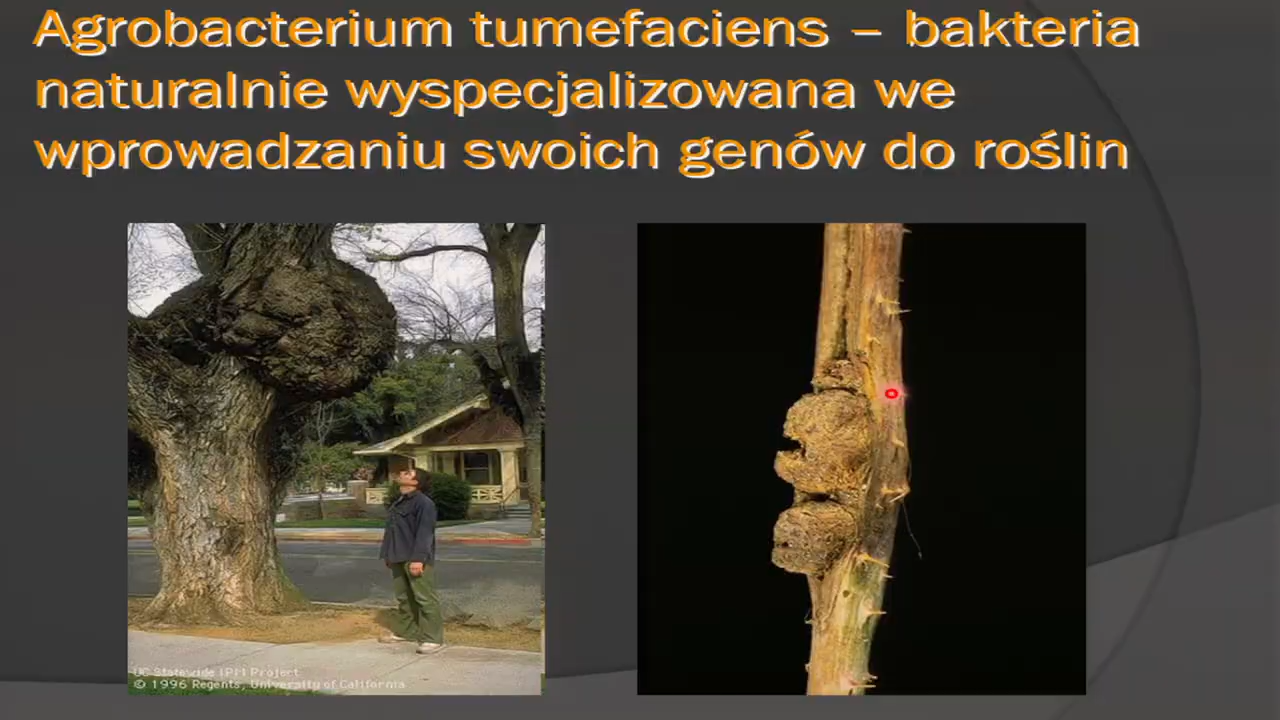 Agrobacterium tumefaciens – bakteria
naturalnie wyspecjalizowana we
wprowadzaniu swoich genów do roślin
UC Statewide IPM Project
© 1996 Regents, University of California